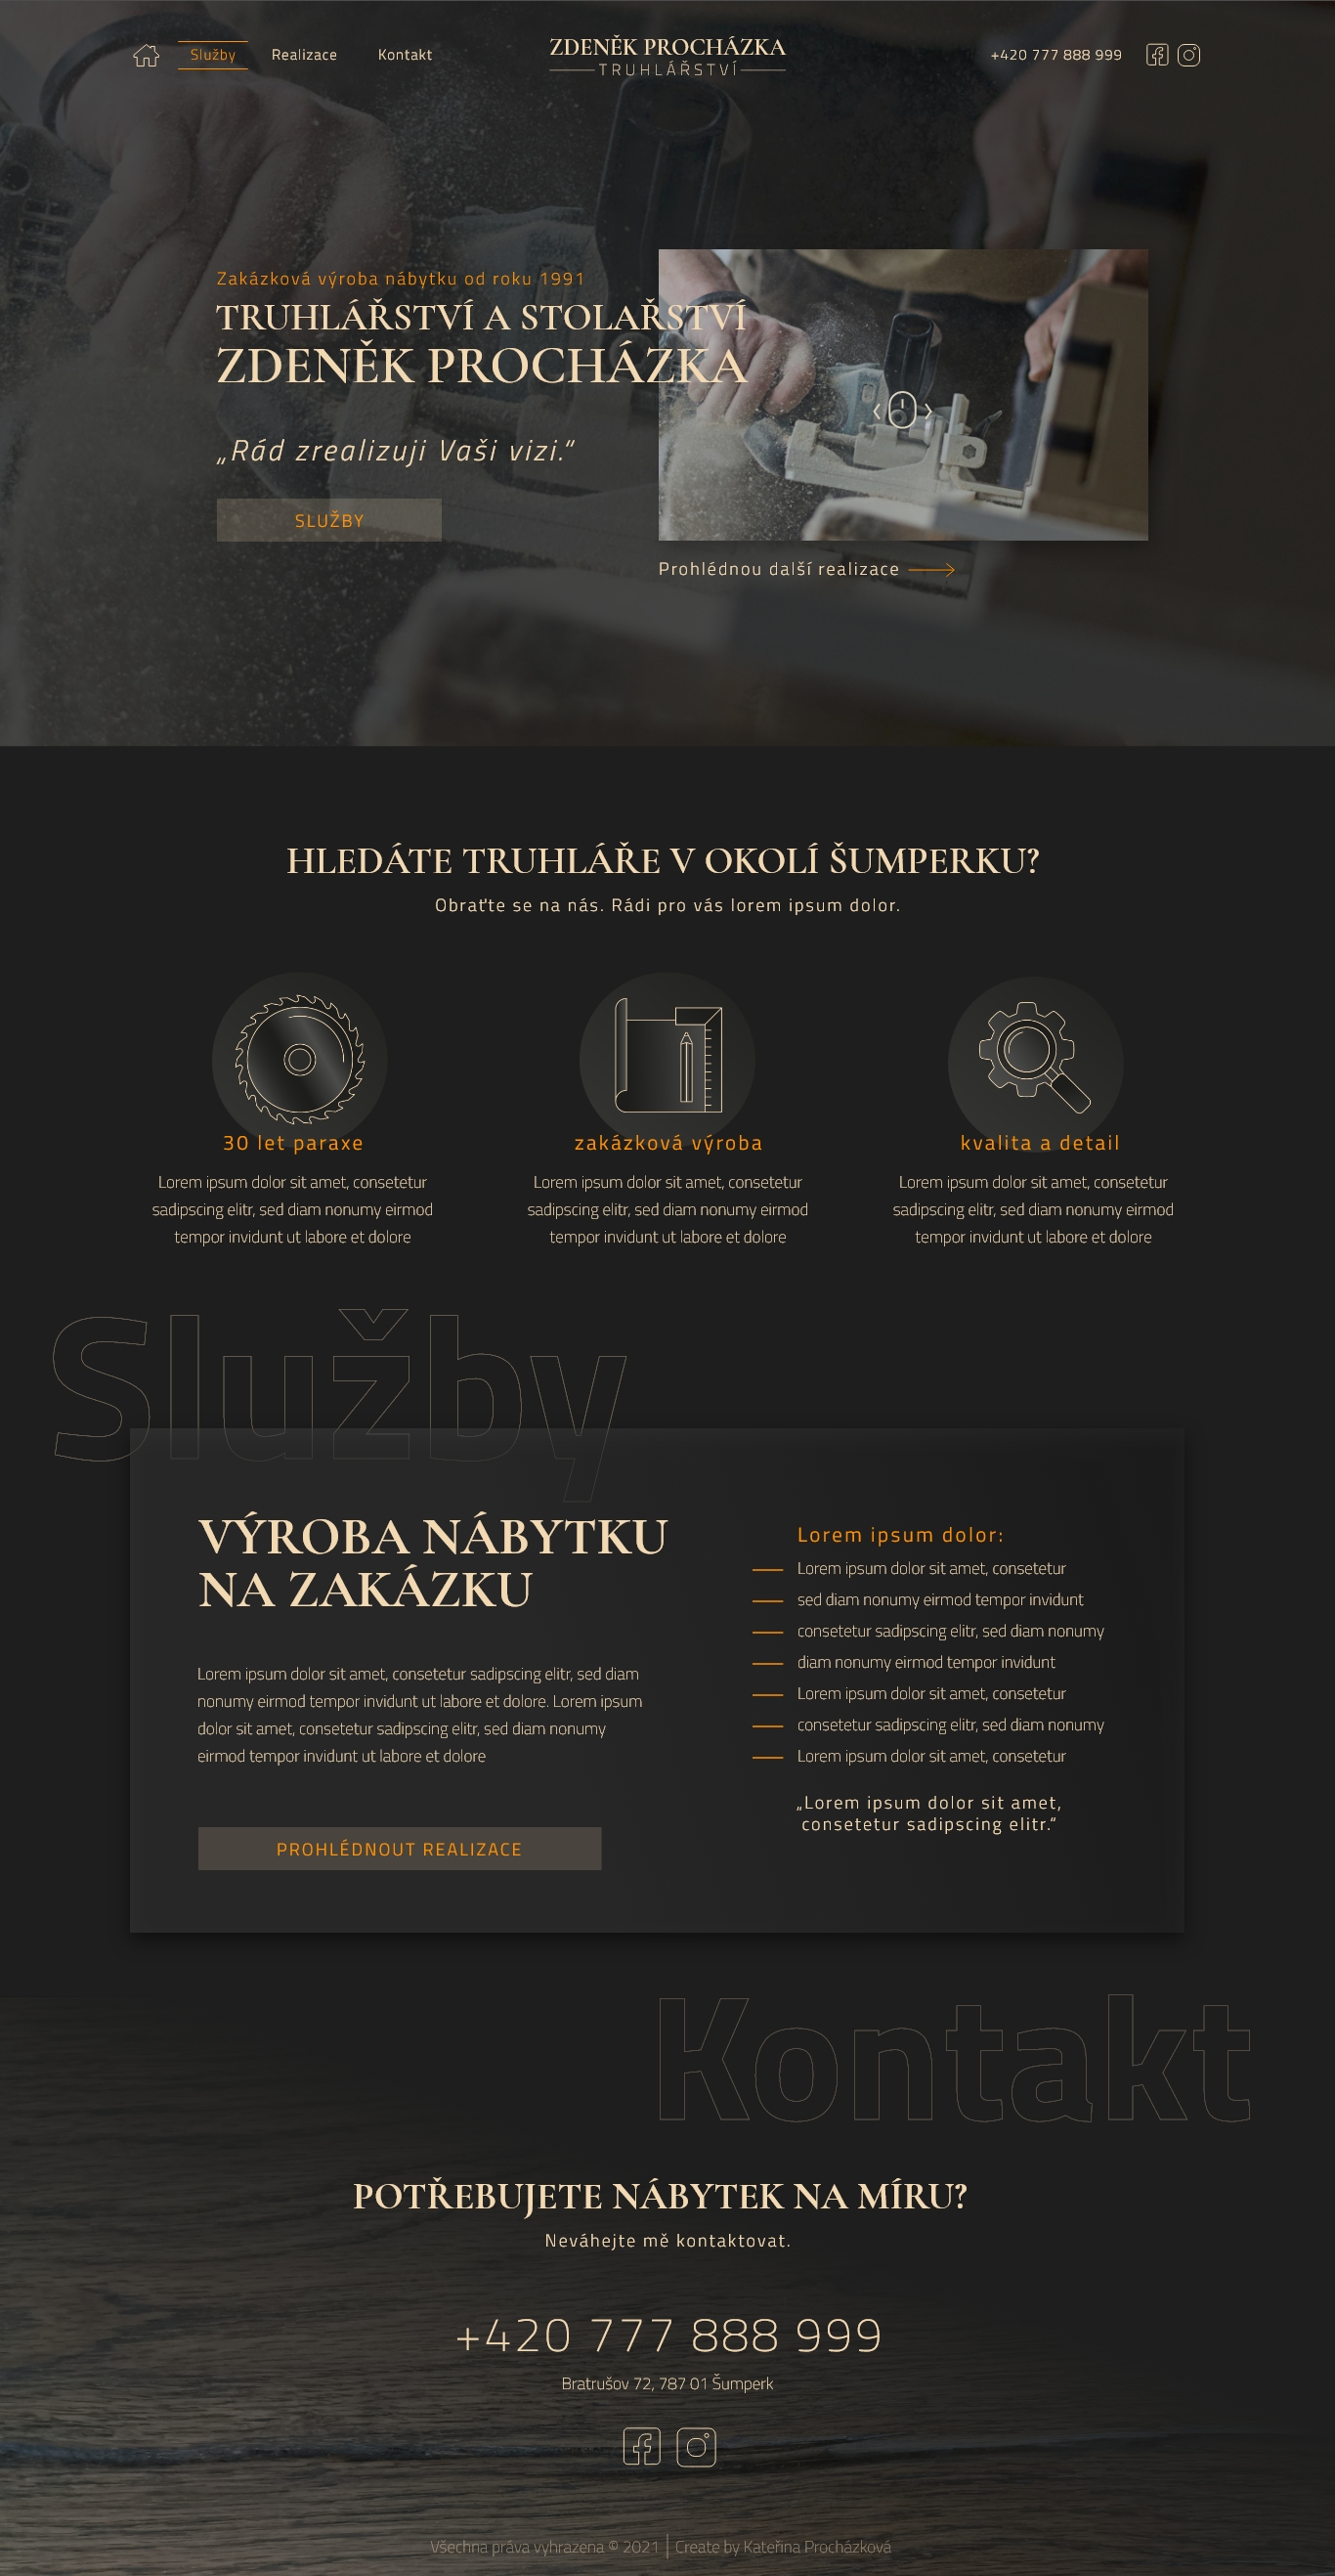 Služby
Realizace
Kontakt
ZDENĚK PROCHÁZKA
TRUHLÁŘSTVÍ
+420 777 888 999
Zakázková výroba nábytku od roku 1991
TRUHLÁŘSTVÍ A STOLAŘSTVÍ
ZDENĚK PROCHÁZKA
„Rád zrealizuji Vaši vizi.“
SLUŽBY
Prohlédnou další realizace
HLEDÁTE TRUHLÁŘE V OKOLÍ ŠUMPERKU?
Obraťte se na nás. Rádi pro vás lorem ipsum dolor.
30 let paraxe
Lorem ipsum dolor sit amet, consetetur
sadipscing elitr, sed diam nonumy eirmod
tempor invidunt ut labore et dolore
zakázková výroba
Lorem ipsum dolor sit amet, consetetur
sadipscing elitr, sed diam nonumy eirmod
tempor invidunt ut labore et dolore
kvalita a detail
Lorem ipsum dolor sit amet, consetetur
sadipscing elitr, sed diam nonumy eirmod
tempor invidunt ut labore et dolore
Služby
VÝROBA NÁBYTKU
NA ZAKÁZKU
Lorem ipsum dolor sit amet, consetetur sadipscing elitr, sed diam
nonumy eirmod tempor invidunt ut labore et dolore. Lorem ipsum
dolor sit amet, consetetur sadipscing elitr, sed diam nonumy
eirmod tempor invidunt ut labore et dolore
PROHLÉDNOUT REALIZACE
Lorem ipsum dolor:
Lorem ipsum dolor sit amet, consetetur
sed diam nonumy eirmod tempor invidunt
consetetur sadipscing elitr, sed diam nonumy
diam nonumy eirmod tempor invidunt
Lorem ipsum dolor sit amet, consetetur
consetetur sadipscing elitr, sed diam nonumy
Lorem ipsum dolor sit amet, consetetur
„Lorem ipsum dolor sit amet,
consetetur sadipscing elitr.“
Kontakt
POTŘEBUJETE NÁBYTEK NA MÍRU?
Neváhejte mě kontaktovat.
+420 777 888 999
Bratrušov 72, 787 01 Šumperk
Všechna práva vyhrazena © 2021 | Create by Kateřina Procházková